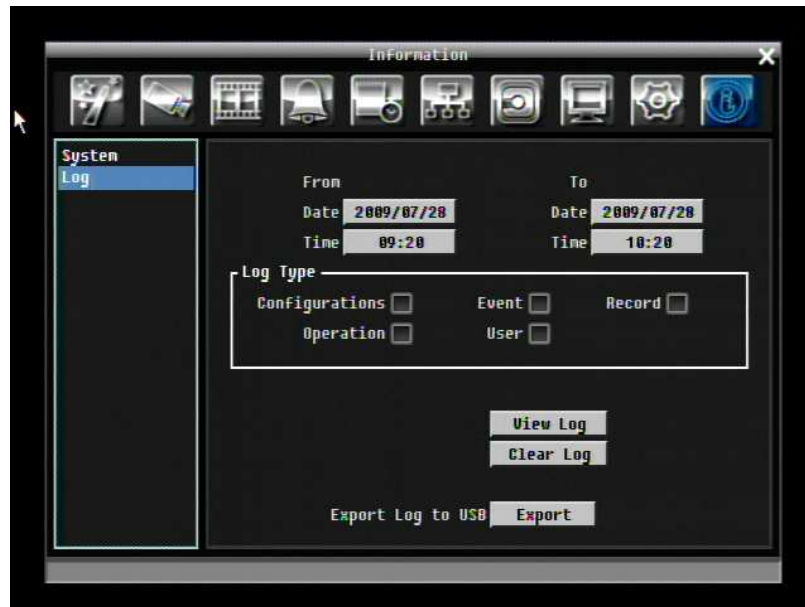 Information
X
System
Log
From To
Date 2009/07/28 Date 2009/07/28
Time 09:20 Time 10:20
Log Type
Configurations Event Record
Operation User
View Log
Clear Log
Export Log to USB Export